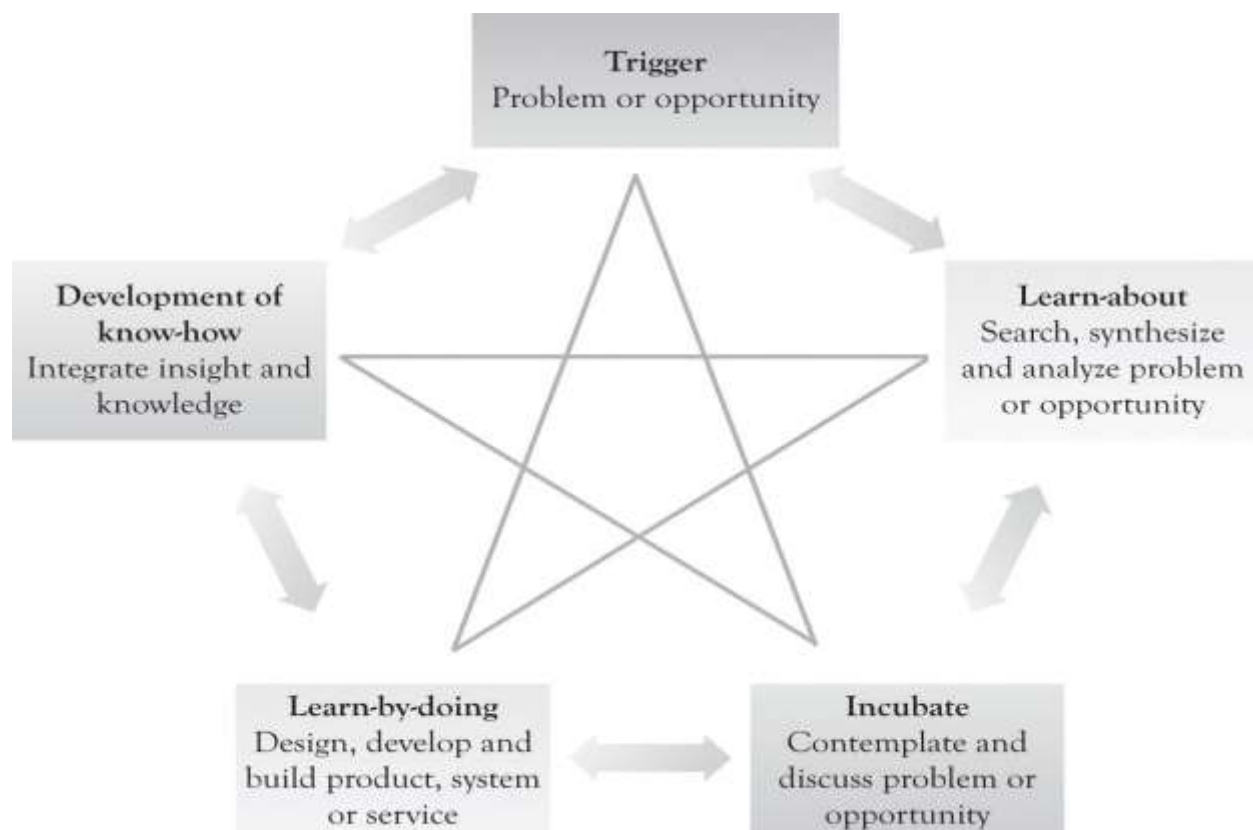 Trigger
Problem or opportunity
Development of
know-how
Integrate insight and
knowledge
Learn-about
Search, synthesize
and analyze problem
or opportunity
Learn-by-doing
Design, develop and
build product, system
or service
Incubate
Contemplate and
discuss problem or
opportunity